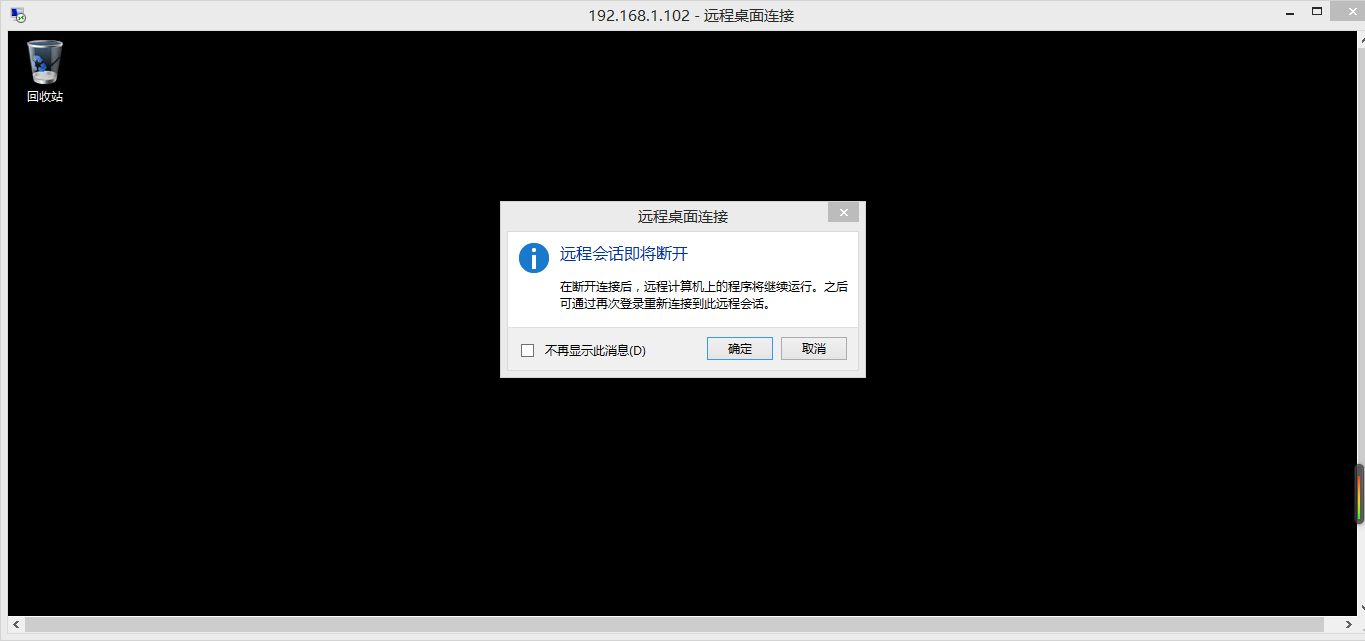 192.168.1.102 - 远程桌面连接
回收站
远程桌面连接
远程会话即将断开
在断开连接后，远程计算机上的程序将继续运行。之后
可通过再次登录重新连接到此远程会话。
不再显示此消息(D)
确定
取消